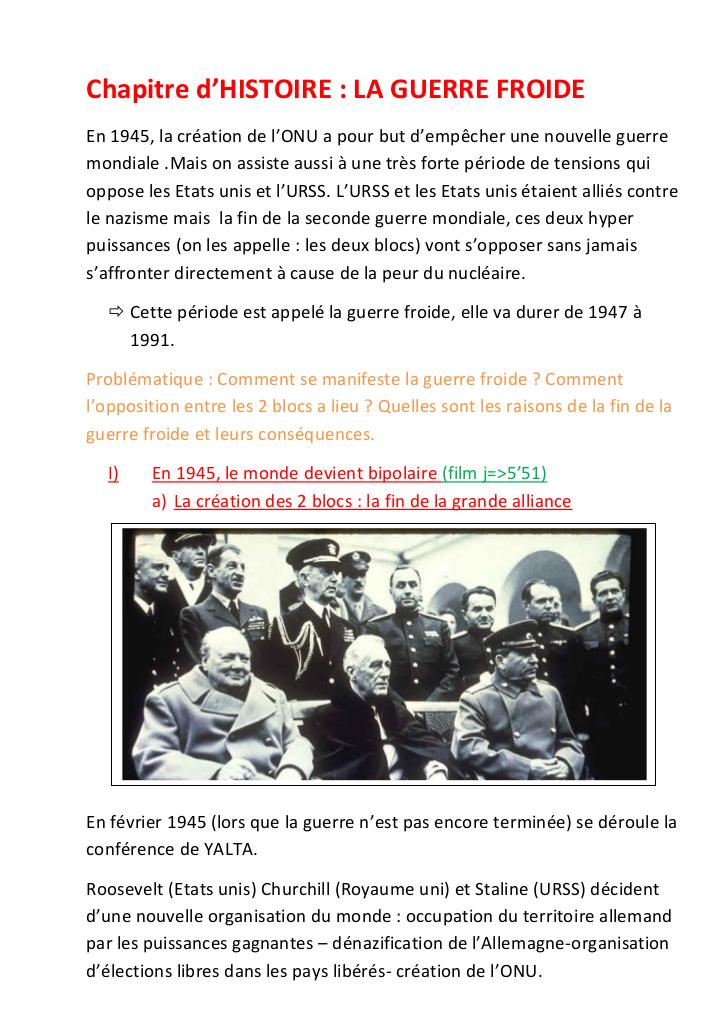 Chapitre d’HISTOIRE : LA GUERRE FROIDE
En 1945, la création de l’ONU a pour but d’empêcher une nouvelle guerre
mondiale .Mais on assiste aussi à une très forte période de tensions qui
oppose les Etats unis et l’URSS. L’URSS et les Etats unis étaient alliés contre
le nazisme mais  la fin de la seconde guerre mondiale, ces deux hyper
puissances (on les appelle : les deux blocs) vont s’opposer sans jamais
s’affronter directement à cause de la peur du nucléaire.
⇨ Cette période est appelé la guerre froide, elle va durer de 1947 à
1991.
Problématique : Comment se manifeste la guerre froide ? Comment
l’opposition entre les 2 blocs a lieu ? Quelles sont les raisons de la fin de la
guerre froide et leurs conséquences.
I) En 1945, le monde devient bipolaire (film j=>5’51)
a) La création des 2 blocs : la fin de la grande alliance
En février 1945 (lors que la guerre n’est pas encore terminée) se déroule la
conférence de YALTA.
Roosevelt (Etats unis) Churchill (Royaume uni) et Staline (URSS) décident
d’une nouvelle organisation du monde : occupation du territoire allemand
par les puissances gagnantes – dénazification de l’Allemagne-organisation
d’élections libres dans les pays libérés- création de l’ONU.